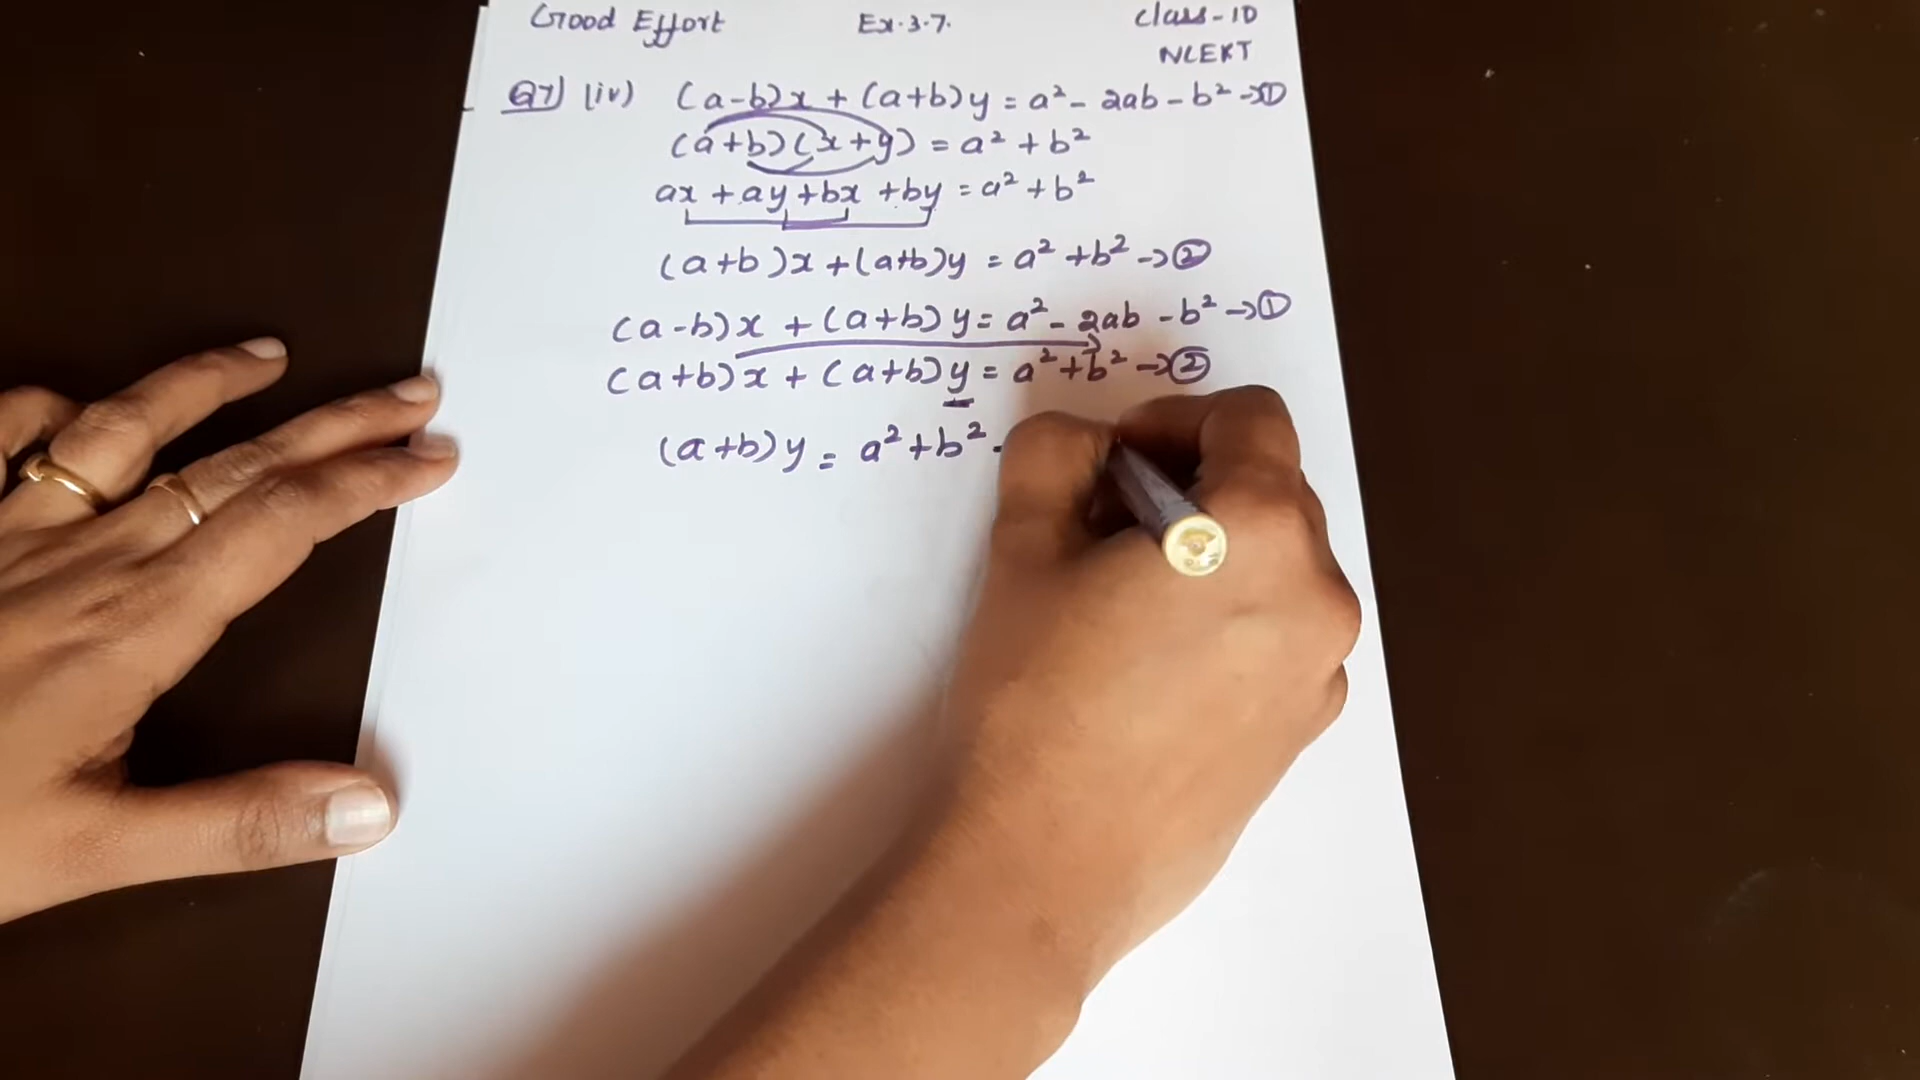 Good Effort Ex.3.7. Class-10
NCERT
Q7) (iv) (a-b)x + (a+b)y = a² - 2ab - b² →①
(a+b)(x+y) = a² + b²
ax + ay + bx + by = a² + b²
(a+b)x + (a+b)y = a² + b² →②
(a-b)x + (a+b)y = a² - 2ab - b² →①
(a+b)x + (a+b)y = a² + b² →②
(a+b)y = a² + b² -